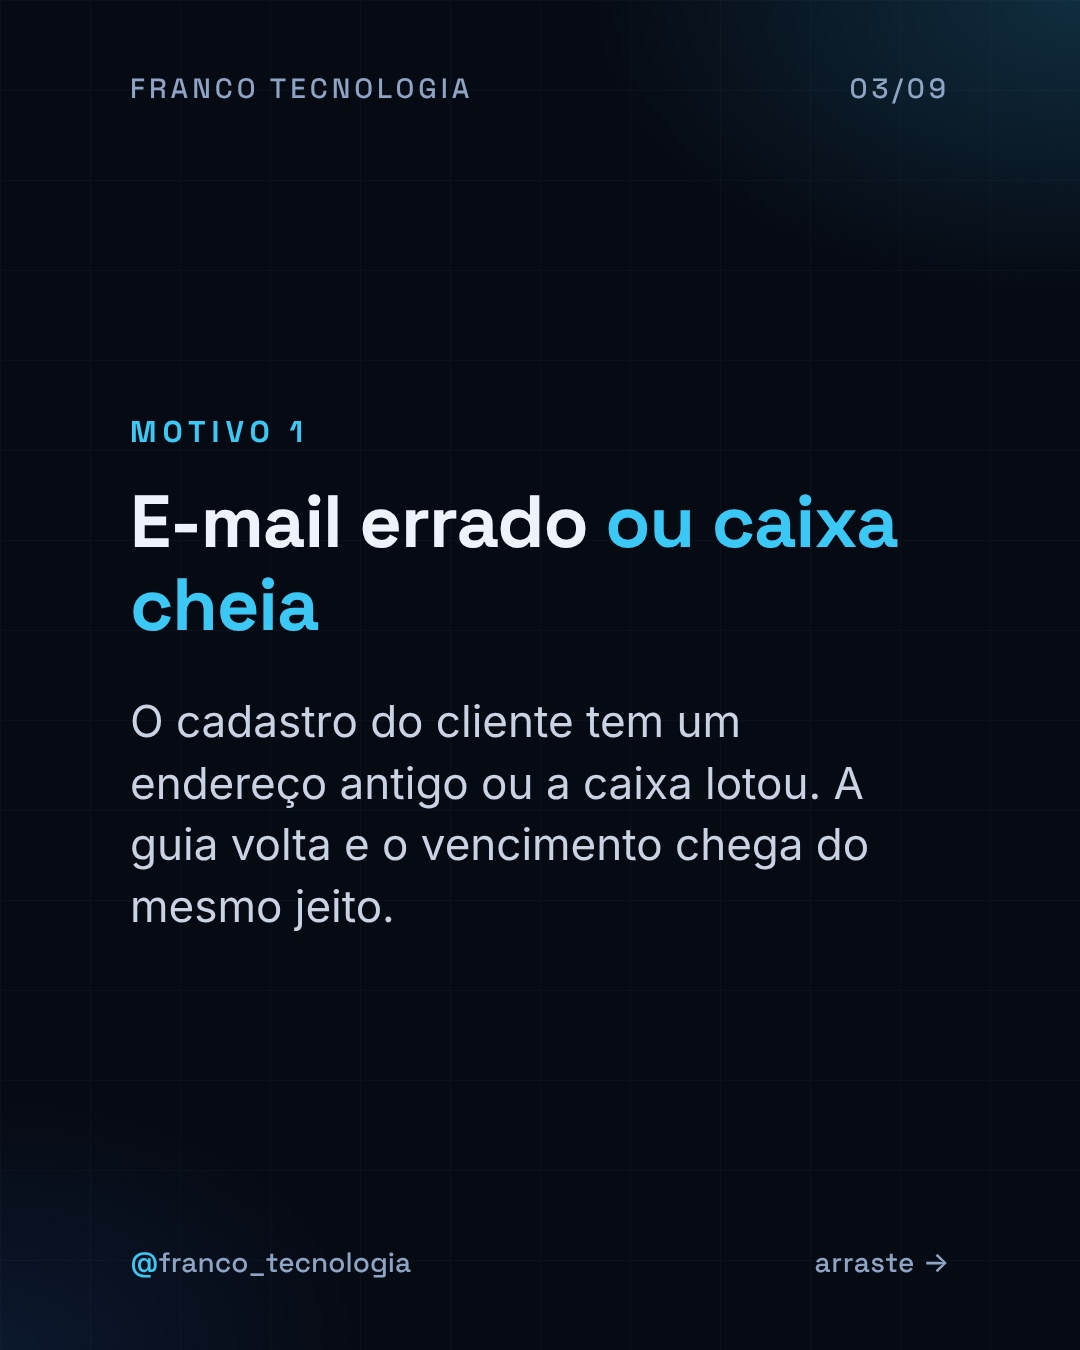 FRANCO TECNOLOGIA
03/09
MOTIVO 1
E-mail errado ou caixa
cheia
O cadastro do cliente tem um
endereço antigo ou a caixa lotou. A
guia volta e o vencimento chega do
mesmo jeito.
@franco_tecnologia
arraste →